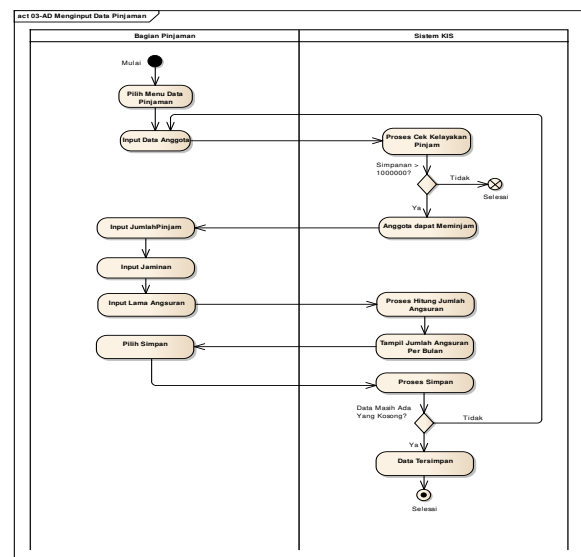 act 03-AD Menginput Data Pinjaman
Bagian Pinjaman
Sistem KIS
Mulai
Pilih Menu Data
Pinjaman
Input Data Anggota
Proses Cek Kelayakan
Pinjam
Simpanan >
1000000?
Tidak
Selesai
Ya
Input JumlahPinjam
Anggota dapat Meminjam
Input Jaminan
Input Lama Angsuran
Proses Hitung Jumlah
Angsuran
Pilih Simpan
Tampil Jumlah Angsuran
Per Bulan
Proses Simpan
Data Masih Ada
Yang Kosong?
Tidak
Ya
Data Tersimpan
Selesai